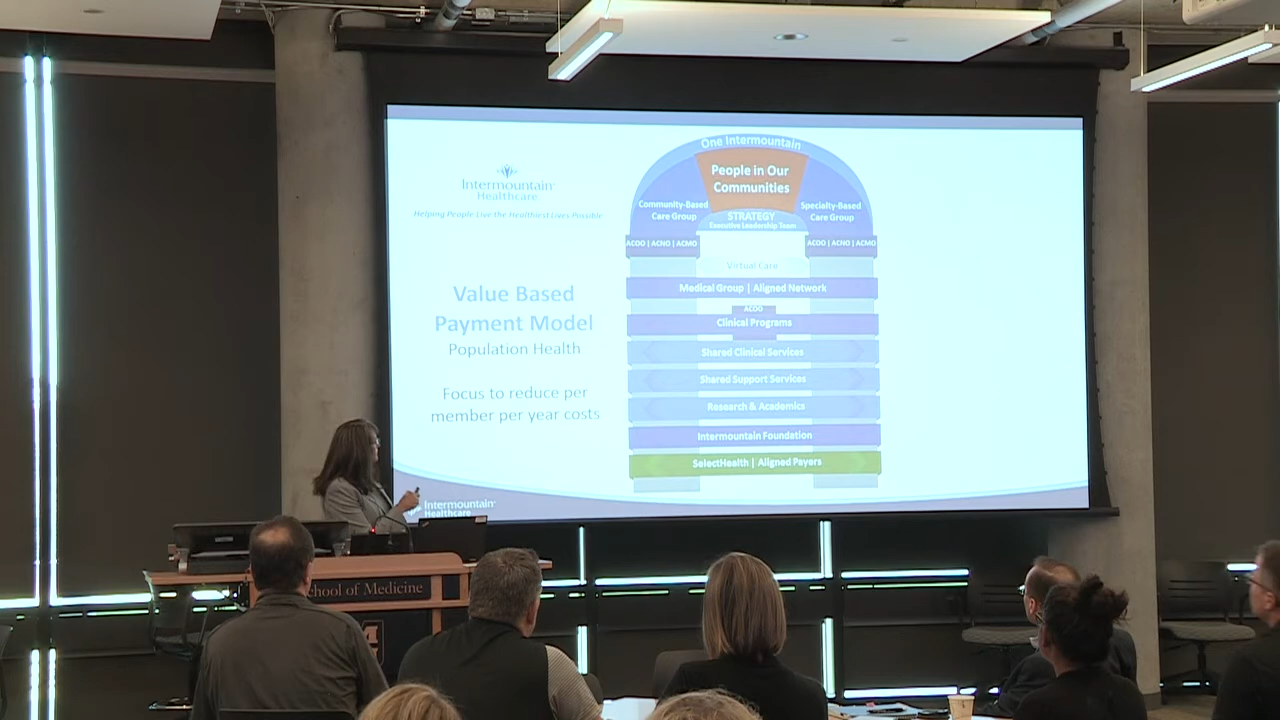 Intermountain
Healthcare
Helping People Live the Healthiest Lives Possible
Value Based
Payment Model
Population Health
Focus to reduce per
member per year costs
One Intermountain
People in Our
Communities
Community-Based
Care Group
Specialty-Based
Care Group
STRATEGY
Executive Leadership Team
ACOO | ACNO | ACMO
ACOO | ACNO | ACMO
Virtual Care
Medical Group | Aligned Network
ACOO
Clinical Programs
Shared Clinical Services
Shared Support Services
Research & Academics
Intermountain Foundation
SelectHealth | Aligned Payers
Intermountain
Healthcare
chool of Medicine